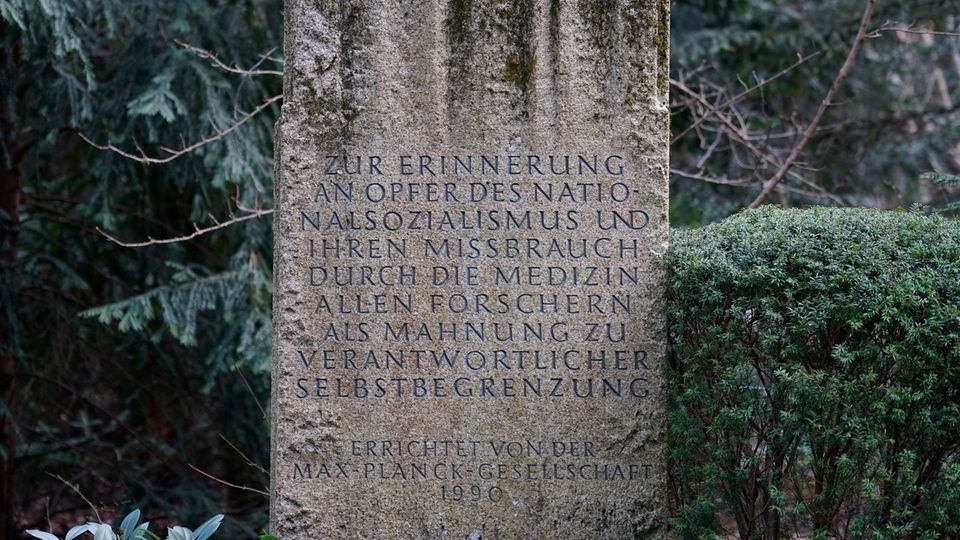 ZUR ERINNERUNG
AN OPFER DES NATIO-
NALSOZIALISMUS UND
IHREN MISSBRAUCH
DURCH DIE MEDIZIN
ALLEN FORSCHERN
ALS MAHNUNG ZU
VERANTWORTLICHER
SELBSTBEGRENZUNG
ERRICHTET VON DER
MAX-PLANCK-GESELLSCHAFT
1990